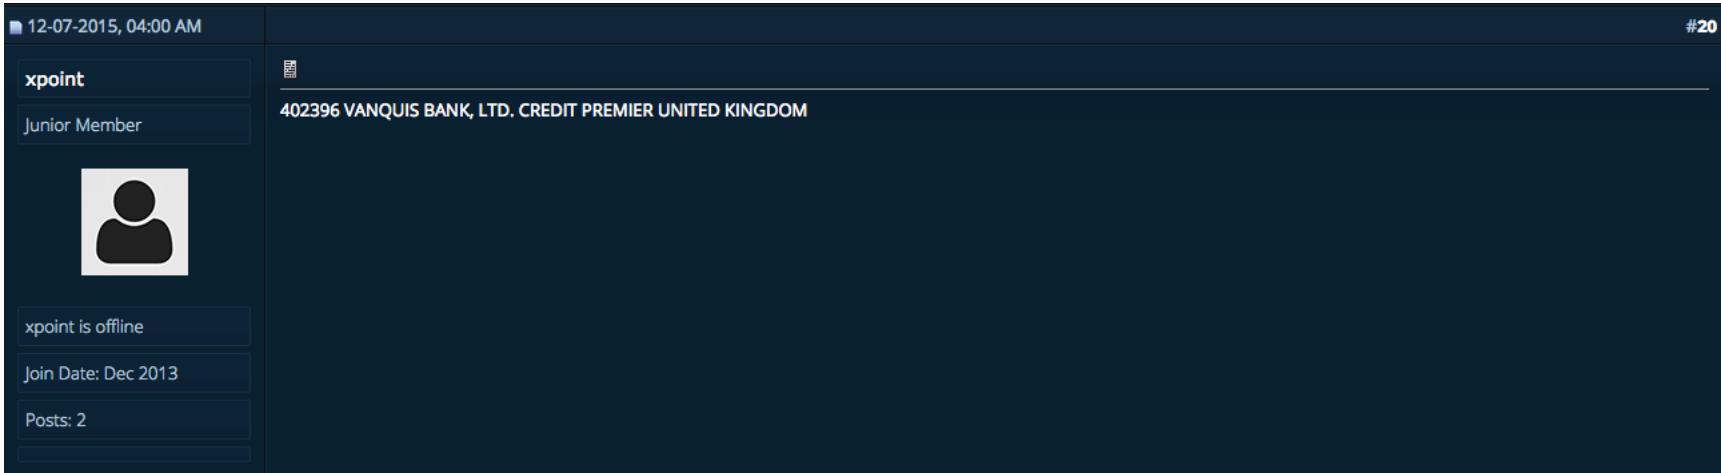 12-07-2015, 04:00 AM
#20
xpoint
Junior Member
xpoint is offline
Join Date: Dec 2013
Posts: 2
402396 VANQUIS BANK, LTD. CREDIT PREMIER UNITED KINGDOM